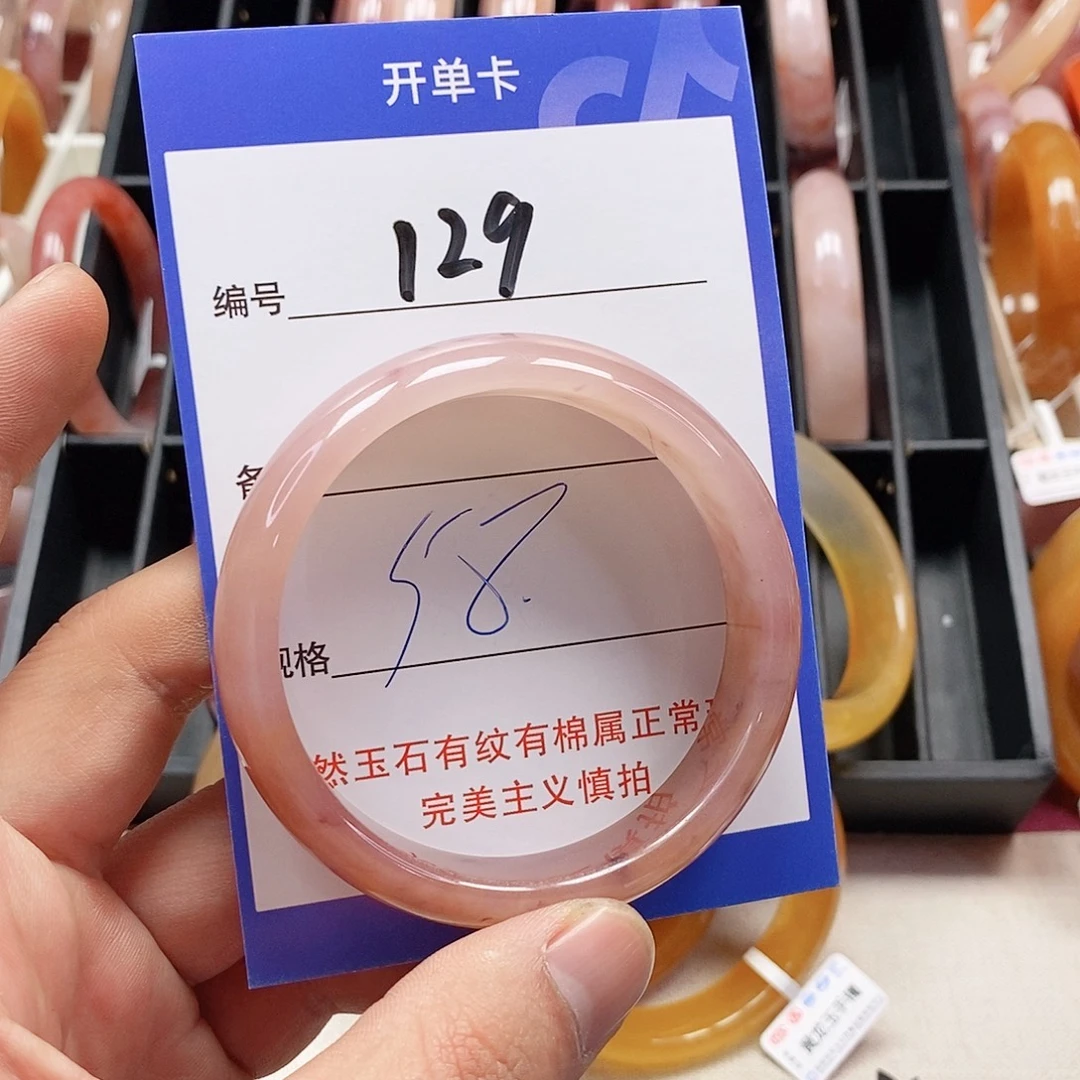 开单卡
编号 129
备
58.
规格
然玉石有纹有棉属正常
完美主义慎拍